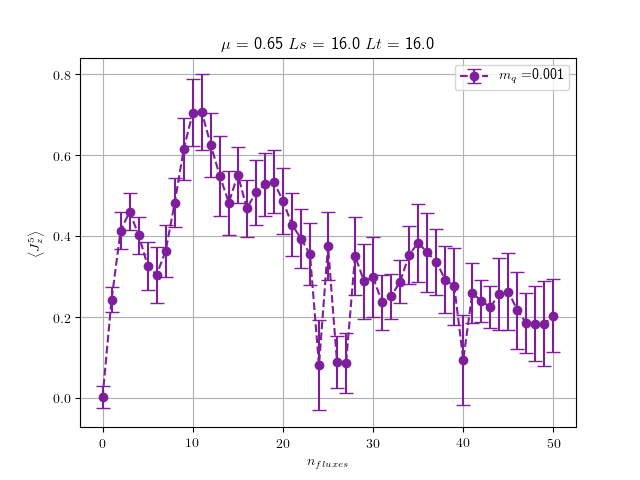 μ = 0.65 Ls = 16.0 Lt = 16.0
m_q =0.001
0.8
0.6
0.4
0.2
0.0
⟨J_z^5⟩
0 10 20 30 40 50
n_fluxes